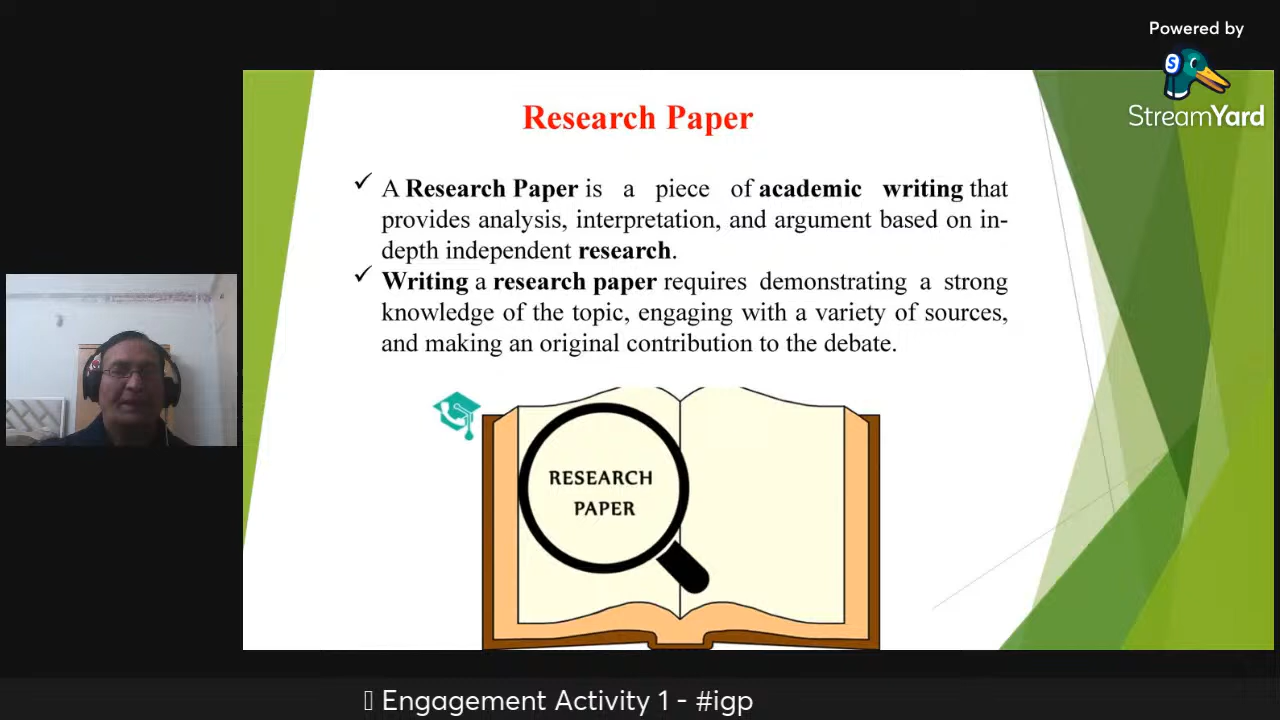 Powered by
StreamYard
Research Paper
A Research Paper is a piece of academic writing that
provides analysis, interpretation, and argument based on in-
depth independent research.
Writing a research paper requires demonstrating a strong
knowledge of the topic, engaging with a variety of sources,
and making an original contribution to the debate.
RESEARCH
PAPER
Engagement Activity 1 - #igp